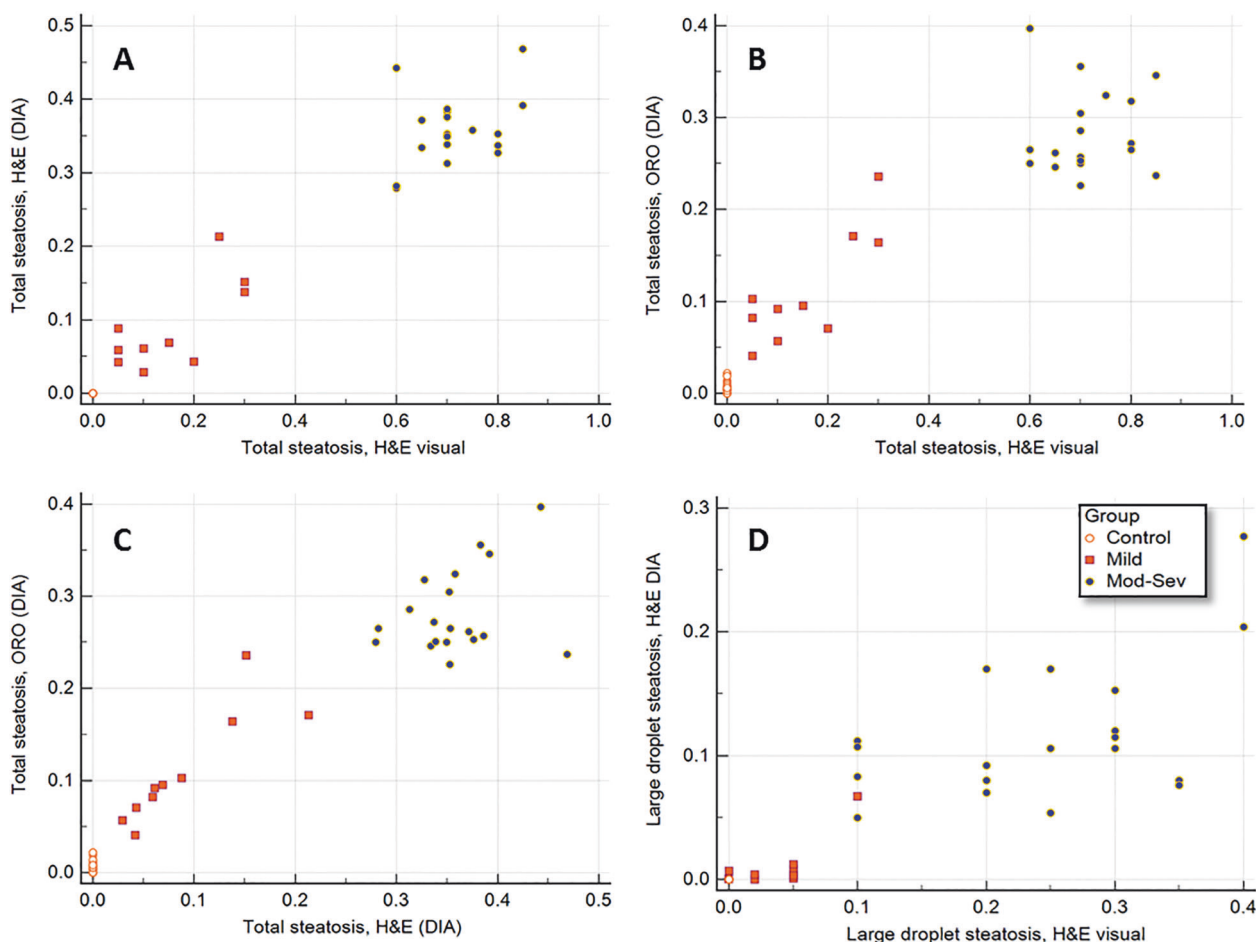 A
Total steatosis, H&E (DIA)
0.5
0.4
0.3
0.2
0.1
0.0
0.0 0.2 0.4 0.6 0.8 1.0
Total steatosis, H&E visual
B
Total steatosis, ORO (DIA)
0.4
0.3
0.2
0.1
0.0
0.0 0.2 0.4 0.6 0.8 1.0
Total steatosis, H&E visual
C
Total steatosis, ORO (DIA)
0.4
0.3
0.2
0.1
0.0
0.0 0.1 0.2 0.3 0.4 0.5
Total steatosis, H&E (DIA)
D
Large droplet steatosis, H&E DIA
0.3
0.2
0.1
0.0
Group
Control
Mild
Mod-Sev
0.0 0.1 0.2 0.3 0.4
Large droplet steatosis, H&E visual